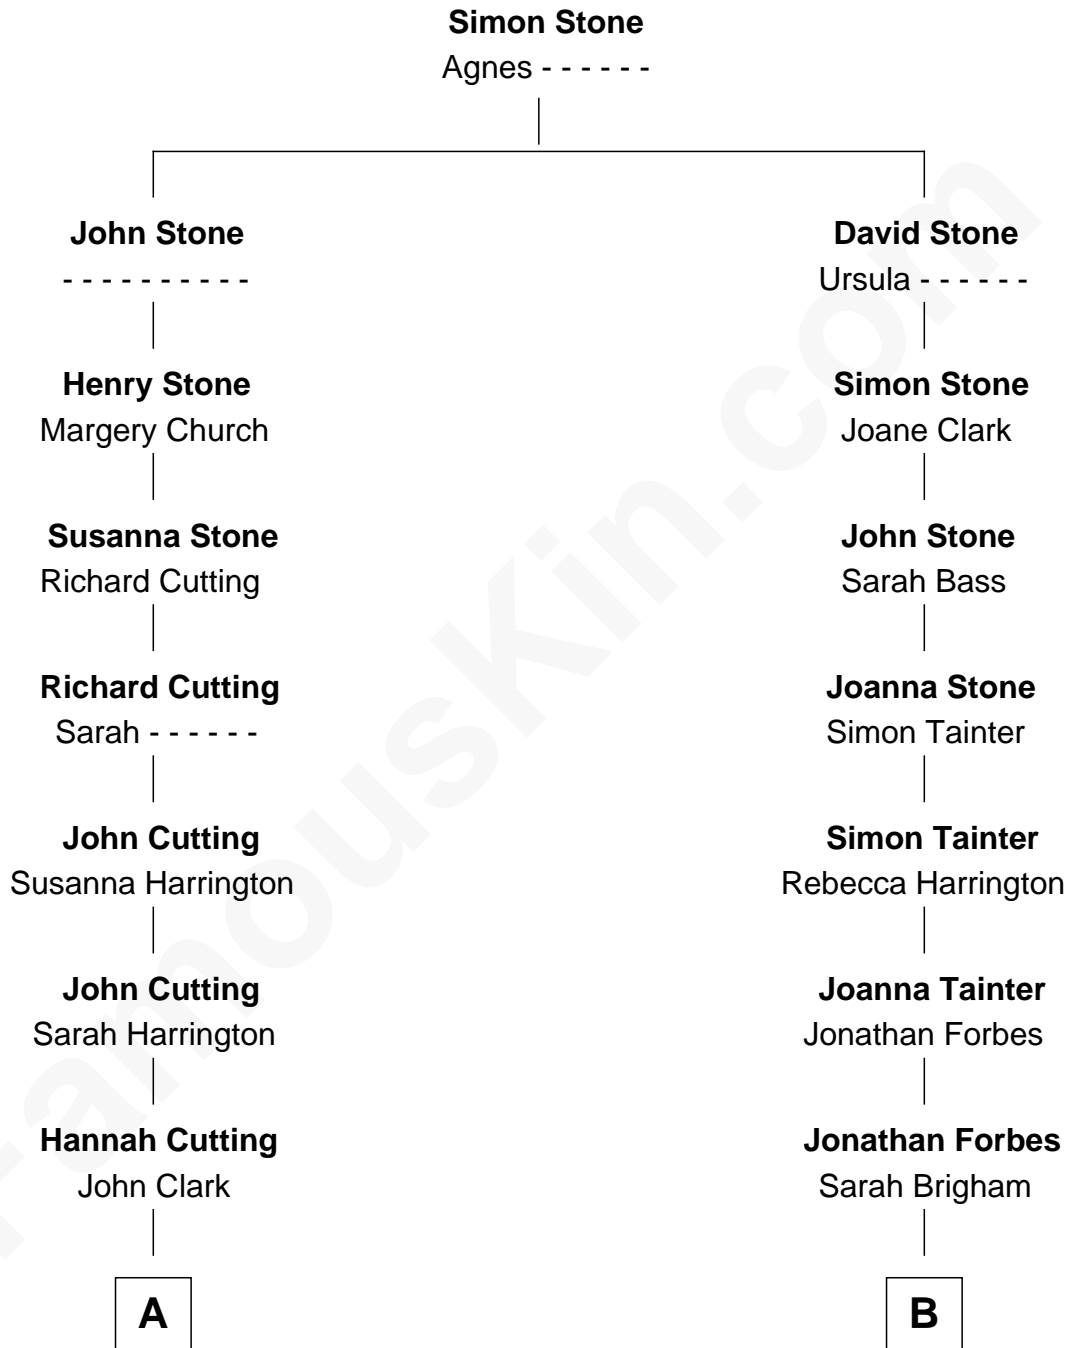 Simon Stone
Agnes - - - - - -
John Stone
- - - - - - - - - -
David Stone
Ursula - - - - - -
Henry Stone
Margery Church
Simon Stone
Joane Clark
Susanna Stone
Richard Cutting
John Stone
Sarah Bass
Richard Cutting
Sarah - - - - - -
Joanna Stone
Simon Tainter
John Cutting
Susanna Harrington
Simon Tainter
Rebecca Harrington
John Cutting
Sarah Harrington
Joanna Tainter
Jonathan Forbes
Hannah Cutting
John Clark
Jonathan Forbes
Sarah Brigham
A
B
FamousKin.com